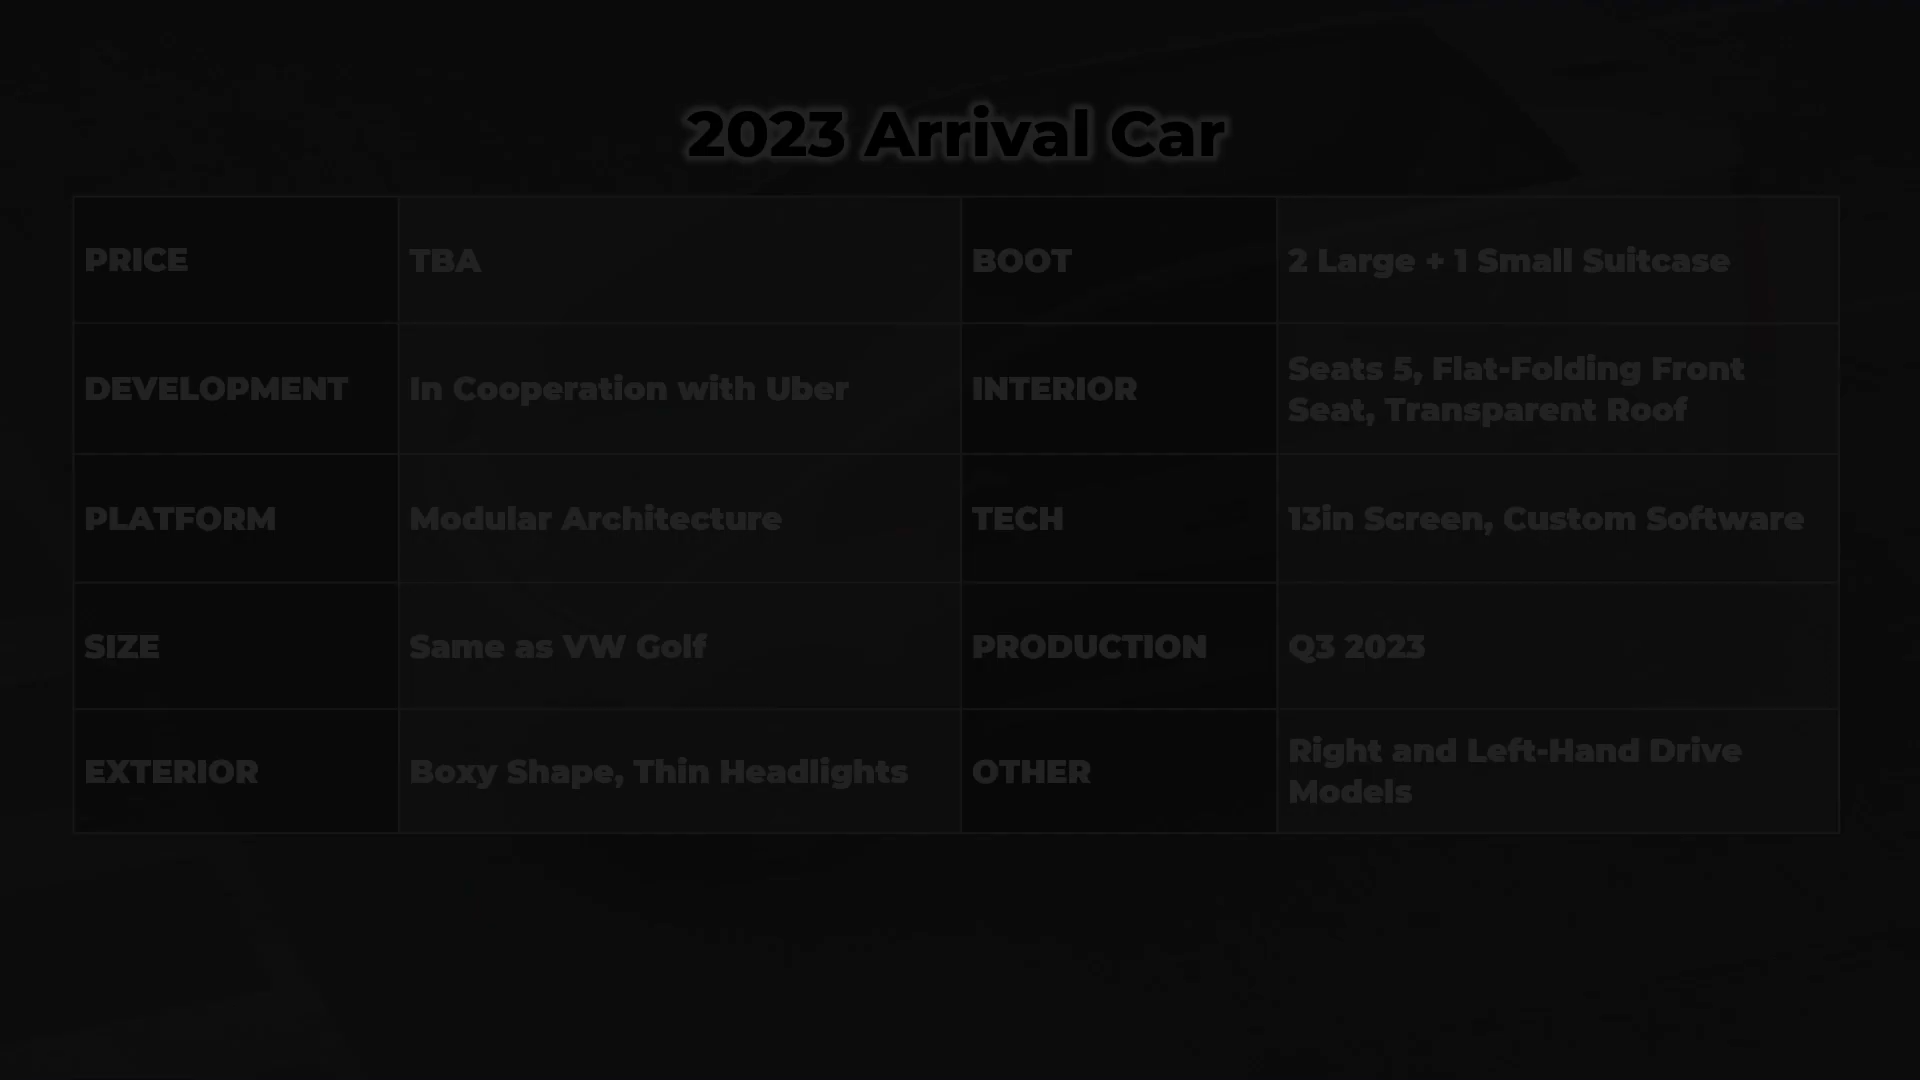 2023 Arrival Car
PRICE
TBA
BOOT
2 Large + 1 Small Suitcase
DEVELOPMENT
In Cooperation with Uber
INTERIOR
Seats 5, Flat-Folding Front
Seat, Transparent Roof
PLATFORM
Modular Architecture
TECH
13in Screen, Custom Software
SIZE
Same as VW Golf
PRODUCTION
Q3 2023
EXTERIOR
Boxy Shape, Thin Headlights
OTHER
Right and Left-Hand Drive
Models